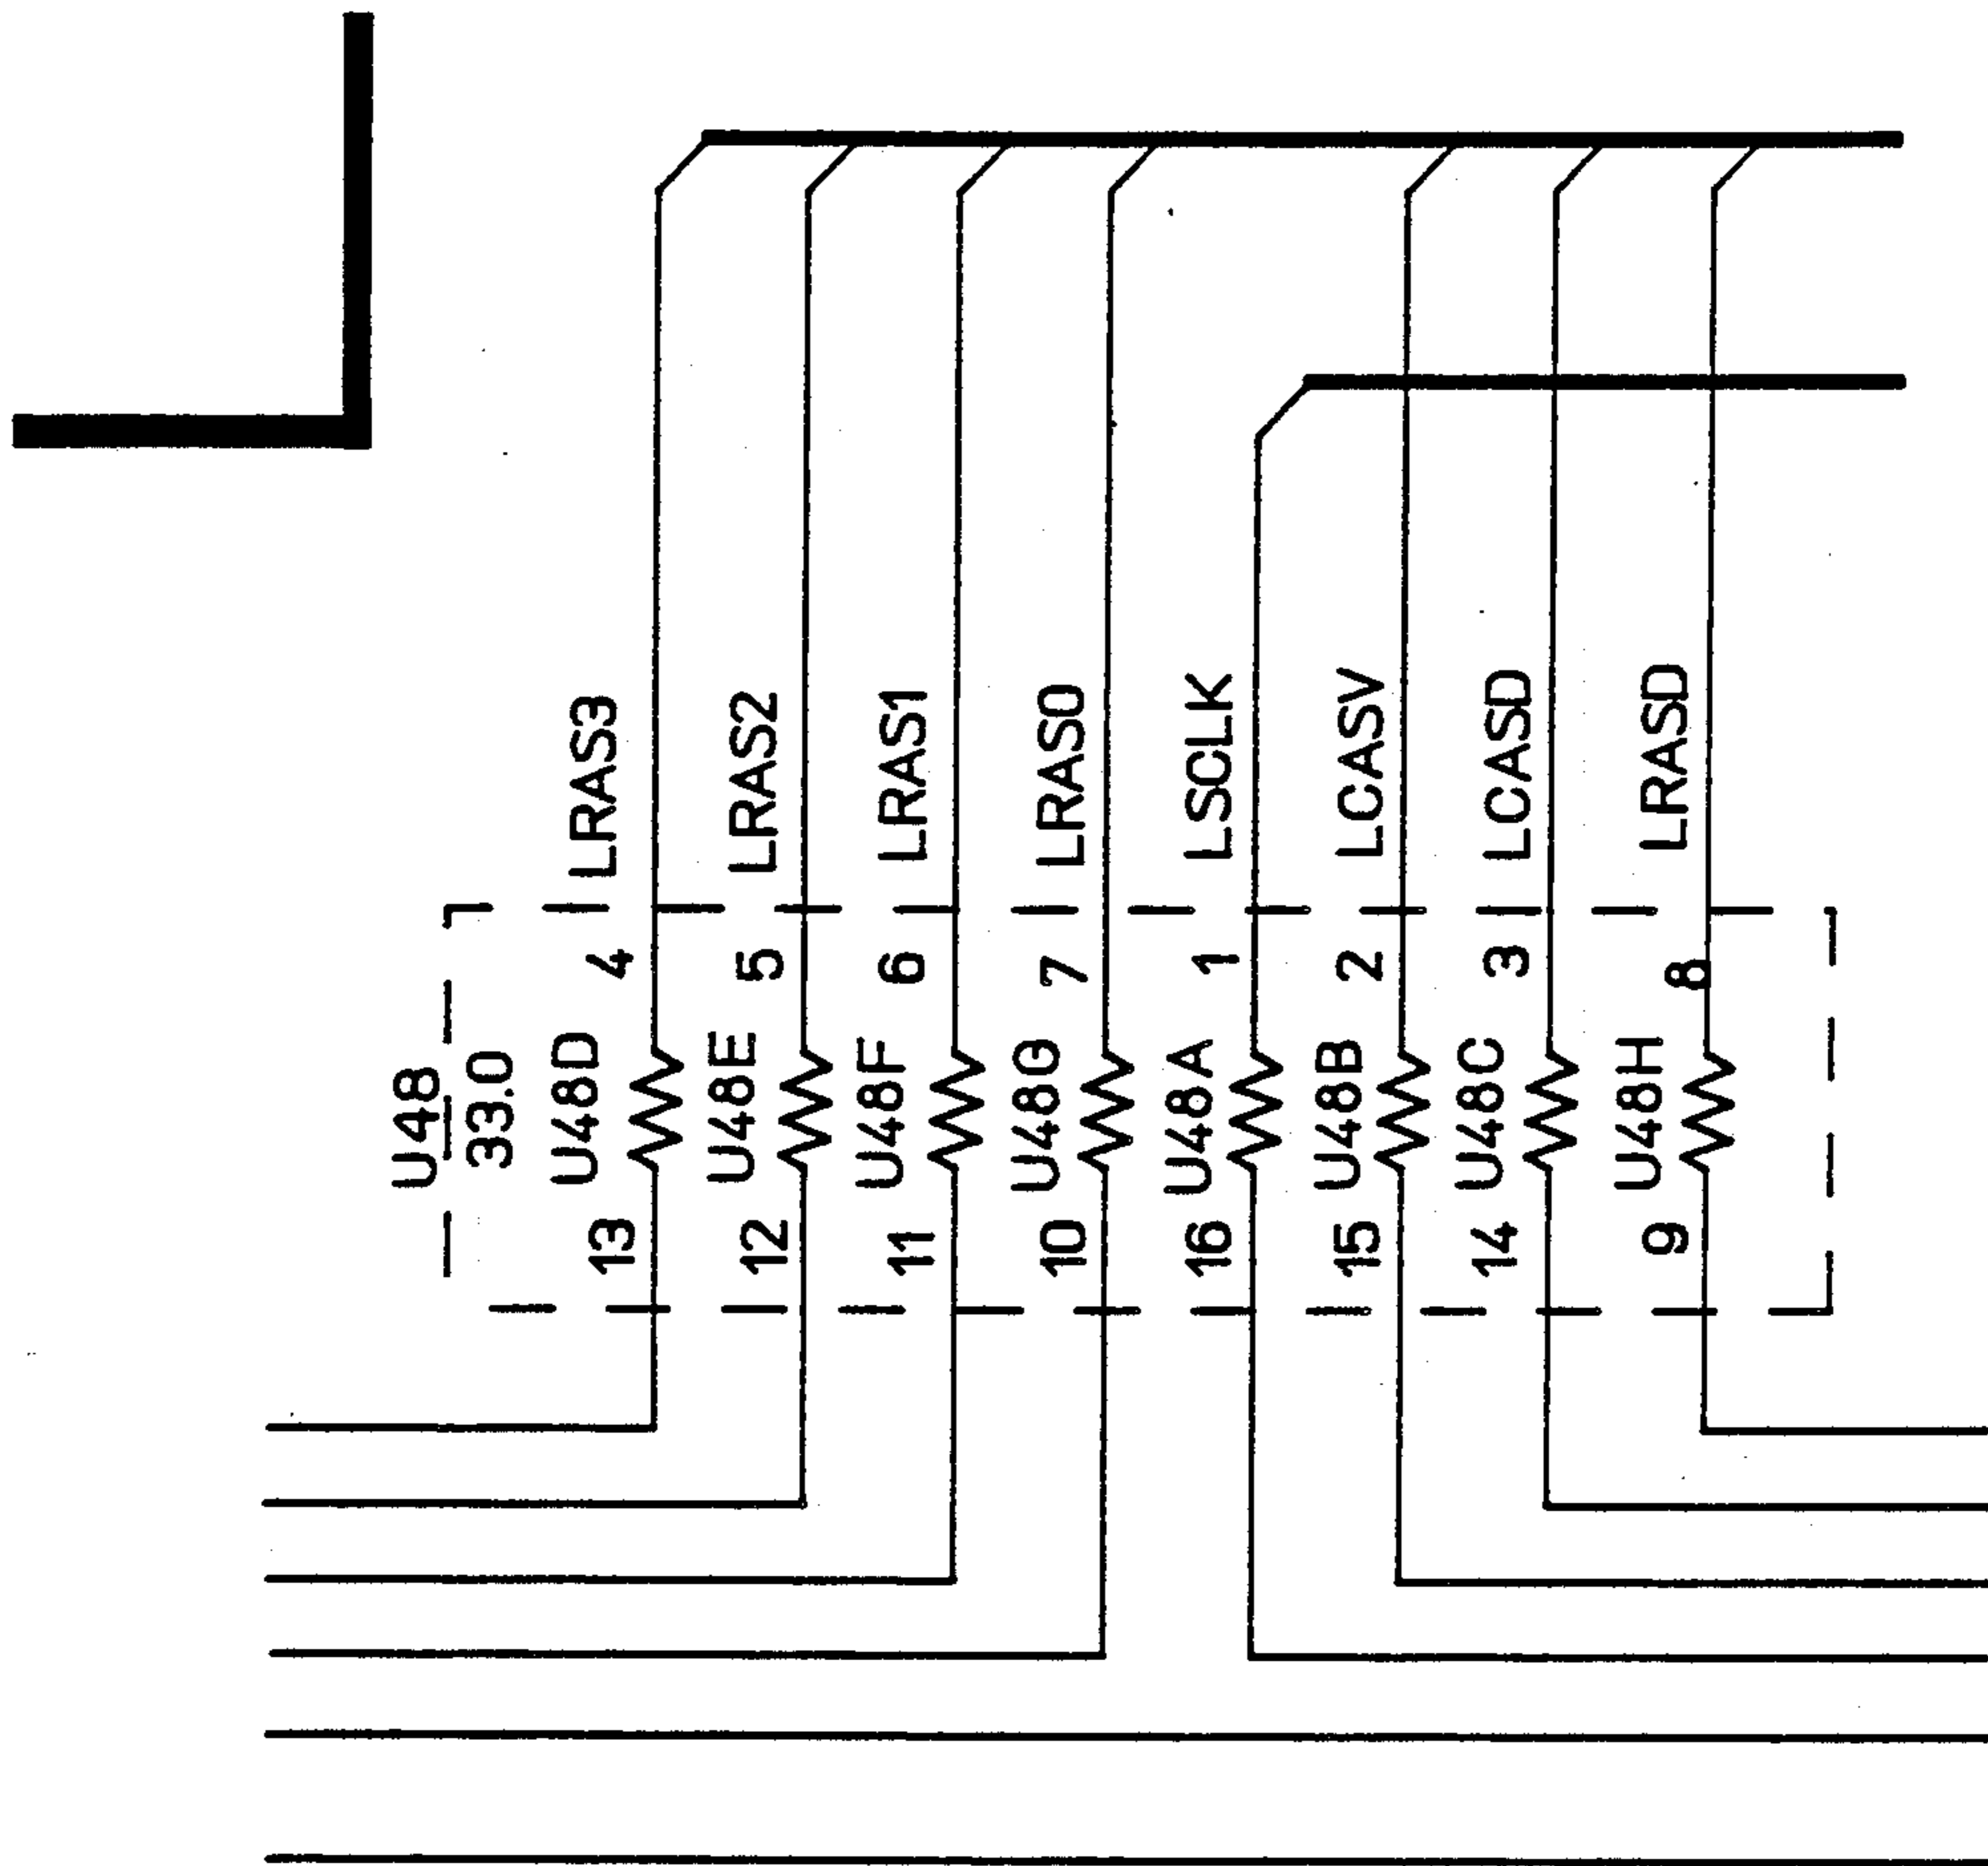 U48
33.0
U48D
13
4
LRAS3
U48E
12
5
LRAS2
U48F
11
6
LRAS1
U48G
10
7
LRAS0
U48A
16
1
LSCLK
U48B
15
2
LCASV
U48C
14
3
LCASD
U48H
9
8
LRASD